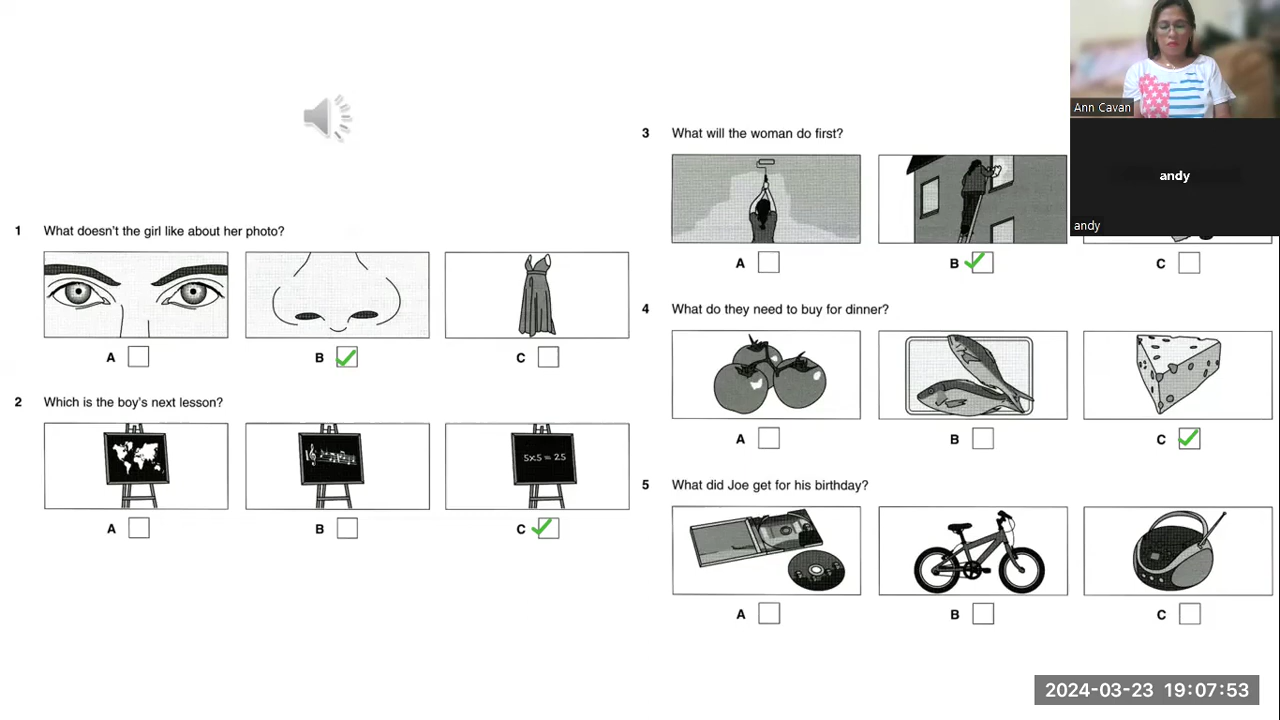 1 What doesn't the girl like about her photo?
A
B
C
2 Which is the boy's next lesson?
5x5 = 25
A
B
C
3 What will the woman do first?
A
B
C
4 What do they need to buy for dinner?
A
B
C
5 What did Joe get for his birthday?
A
B
C
Ann Cavan
andy
andy
2024-03-23 19:07:53